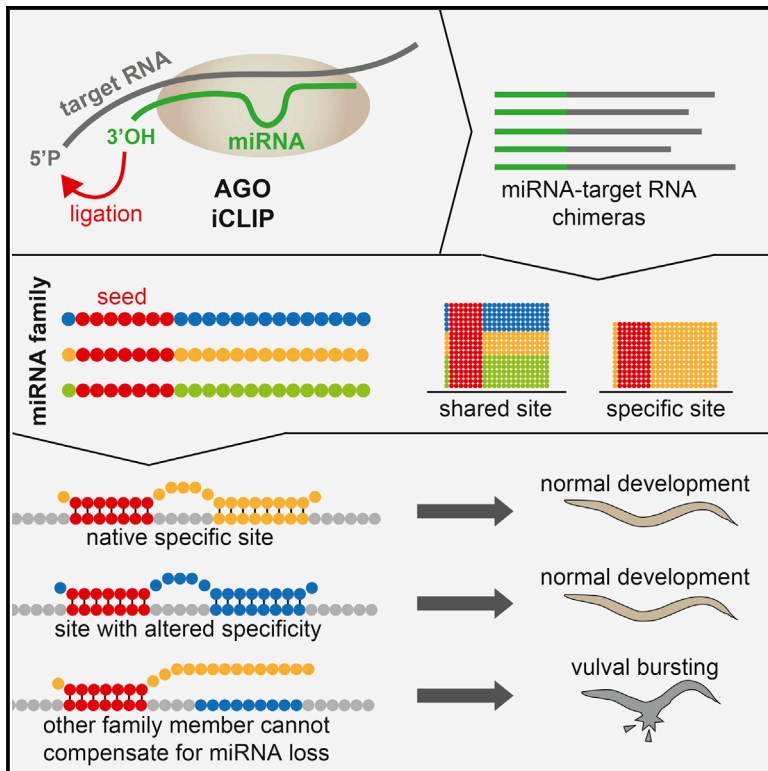 target RNA
5'P
3'OH
miRNA
ligation
AGO
iCLIP
miRNA-target RNA
chimeras
miRNA family
seed
shared site
specific site
native specific site
normal development
site with altered specificity
normal development
other family member cannot
compensate for miRNA loss
vulval bursting